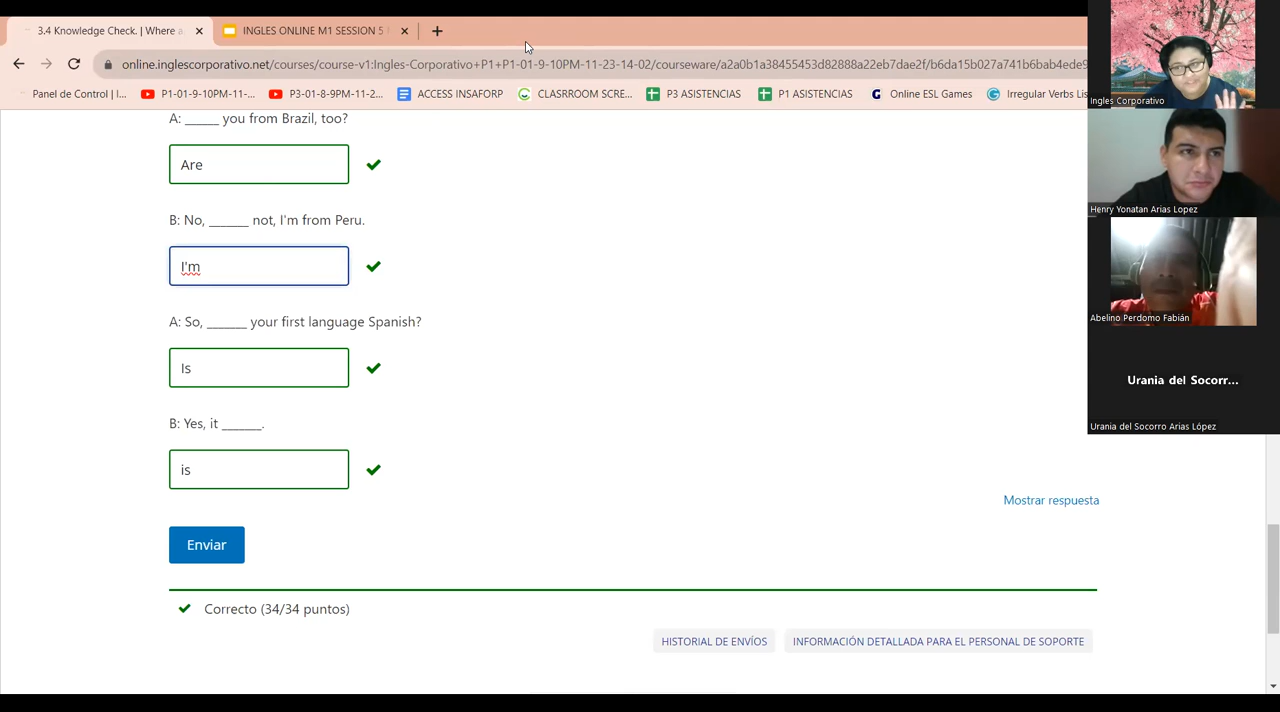 3.4 Knowledge Check. | Where a
INGLES ONLINE M1 SESSION 5
online.inglescorporativo.net/courses/course-v1:Ingles-Corporativo+P1+P1-01-9-10PM-11-23-14-02/courseware/a2a0b1a38455453d82888a22eb7dae2f/b6da15b027a741b6bab4ede9
Panel de Control | I...
P1-01-9-10PM-11-...
P3-01-8-9PM-11-2...
ACCESS INSAFORP
CLASRROOM SCRE...
P3 ASISTENCIAS
P1 ASISTENCIAS
Online ESL Games
Irregular Verbs Lis
A: _____ you from Brazil, too?
Are
B: No, ______ not, I'm from Peru.
I'm
A: So, ______ your first language Spanish?
Is
B: Yes, it ______.
is
Mostrar respuesta
Enviar
Correcto (34/34 puntos)
HISTORIAL DE ENVÍOS
INFORMACIÓN DETALLADA PARA EL PERSONAL DE SOPORTE
Ingles Corporativo
Henry Yonatan Arias Lopez
Abelino Perdomo Fabián
Urania del Socorr...
Urania del Socorro Arias López